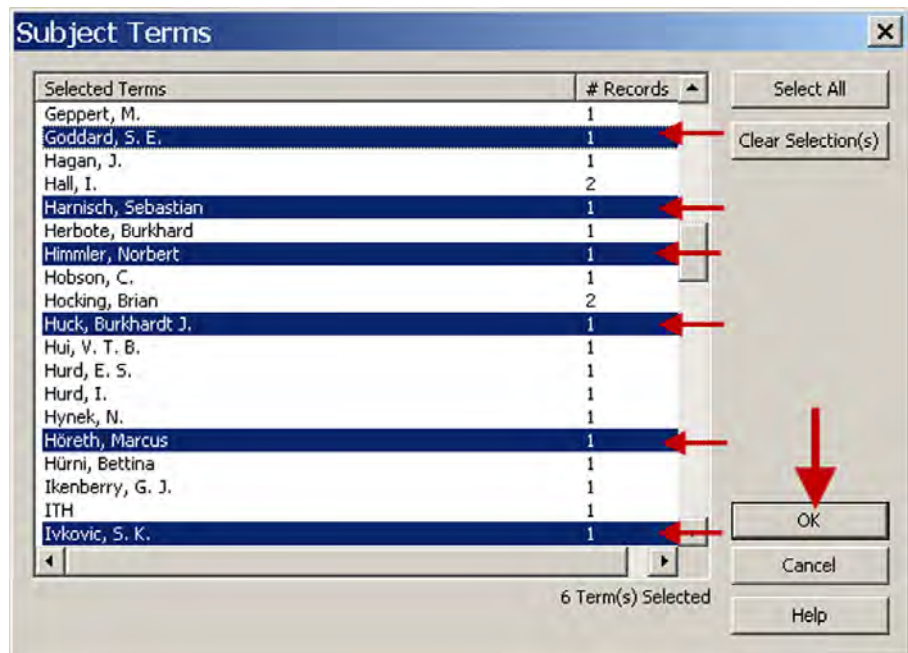 Subject Terms
Selected Terms # Records
Geppert, M. 1
Goddard, S. E. 1
Hagan, J. 1
Hall, I. 2
Harnisch, Sebastian 1
Herbote, Burkhard 1
Himmler, Norbert 1
Hobson, C. 1
Hocking, Brian 2
Huck, Burkhardt J. 1
Hui, V. T. B. 1
Hurd, E. S. 1
Hurd, I. 1
Hynek, N. 1
Höreth, Marcus 1
Hürni, Bettina 1
Ikenberry, G. J. 1
ITH 1
Ivkovic, S. K. 1
6 Term(s) Selected
Select All
Clear Selection(s)
OK
Cancel
Help